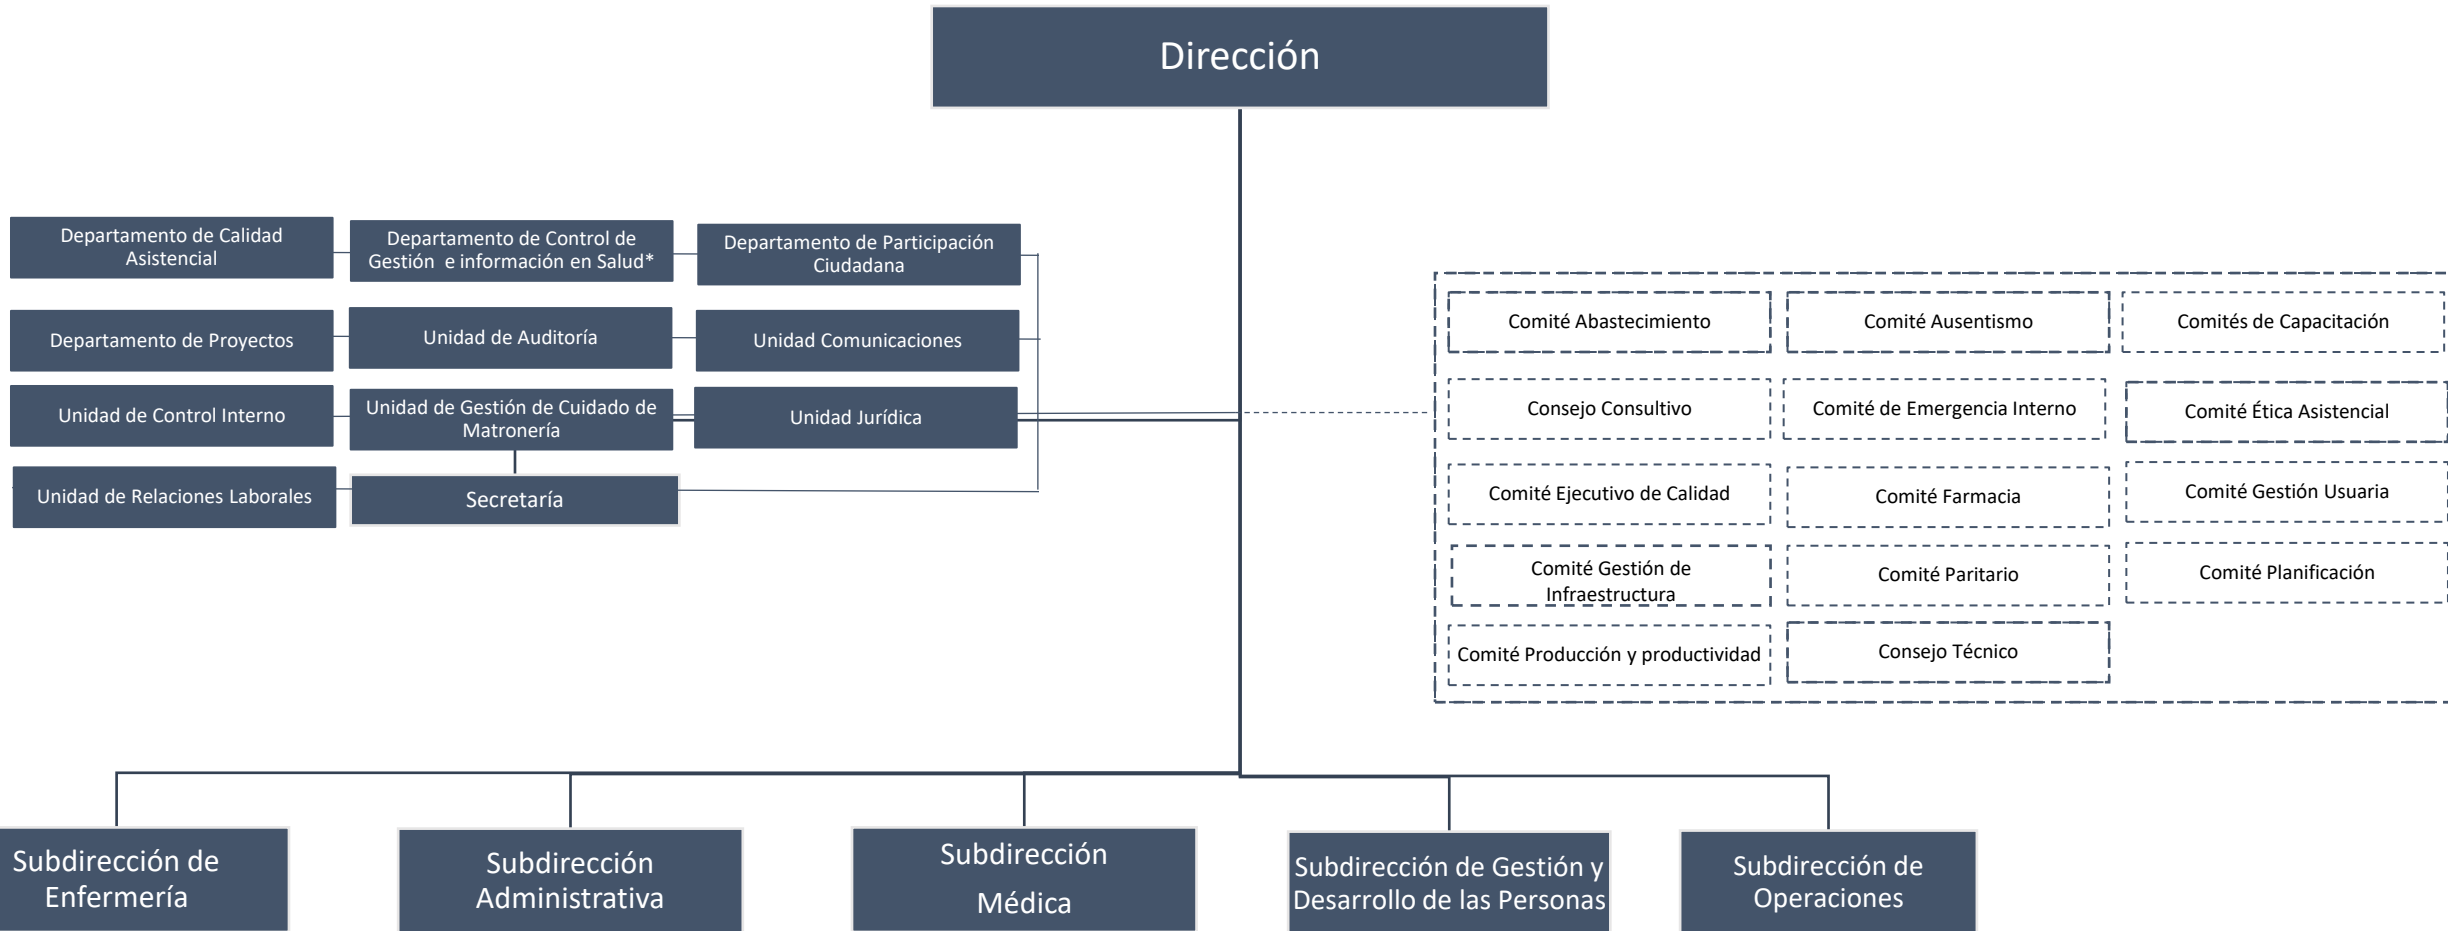 Dirección
Departamento de Calidad
Asistencial
Departamento de Control de
Gestión e información en Salud*
Departamento de Participación
Ciudadana
Departamento de Proyectos
Unidad de Auditoría
Unidad Comunicaciones
Unidad de Control Interno
Unidad de Gestión de Cuidado de
Matronería
Unidad Jurídica
Unidad de Relaciones Laborales
Secretaría
Comité Abastecimiento
Comité Ausentismo
Comités de Capacitación
Consejo Consultivo
Comité de Emergencia Interno
Comité Ética Asistencial
Comité Ejecutivo de Calidad
Comité Farmacia
Comité Gestión Usuaria
Comité Gestión de
Infraestructura
Comité Paritario
Comité Planificación
Comité Producción y productividad
Consejo Técnico
Subdirección de
Enfermería
Subdirección
Administrativa
Subdirección
Médica
Subdirección de Gestión y
Desarrollo de las Personas
Subdirección de
Operaciones